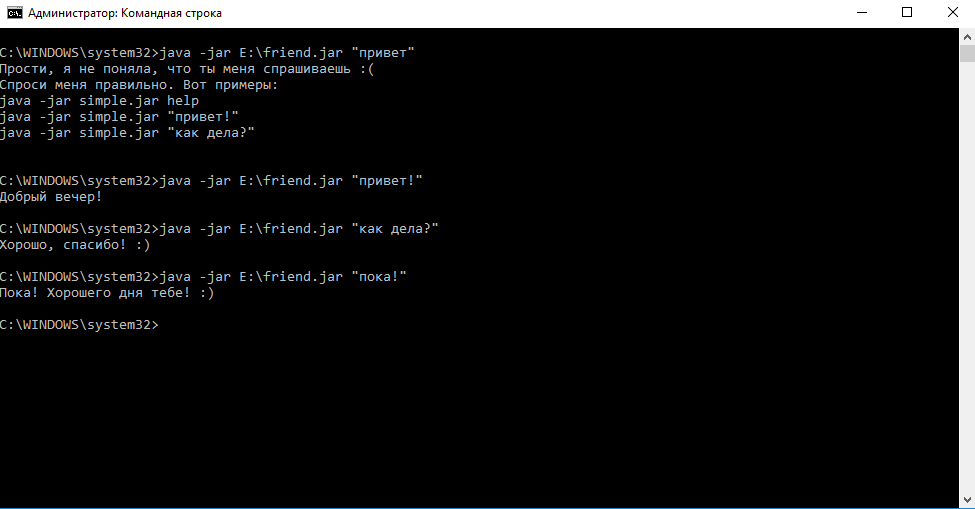 Администратор: Командная строка
C:\WINDOWS\system32>java -jar E:\friend.jar "привет"
Прости, я не поняла, что ты меня спрашиваешь :(
Спроси меня правильно. Вот примеры:
java -jar simple.jar help
java -jar simple.jar "привет!"
java -jar simple.jar "как дела?"
C:\WINDOWS\system32>java -jar E:\friend.jar "привет!"
Добрый вечер!
C:\WINDOWS\system32>java -jar E:\friend.jar "как дела?"
Хорошо, спасибо! :)
C:\WINDOWS\system32>java -jar E:\friend.jar "пока!"
Пока! Хорошего дня тебе! :)
C:\WINDOWS\system32>